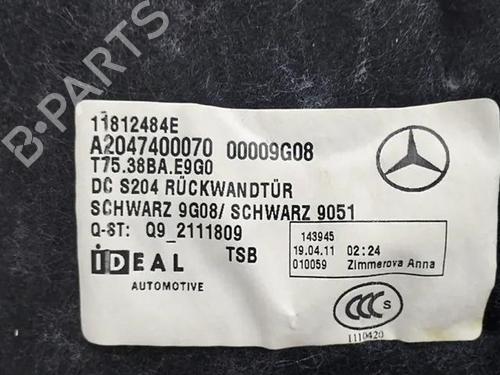 11812484E
A2047400070 00009G08
T75.38BA.E9G0
DC S204 RÜCKWANDTÜR
SCHWARZ 9G08/ SCHWARZ 9051
Q-ST: Q9_2111809
TSB
IDEAL
AUTOMOTIVE
143945
19.04.11 02:24
010059 Zimmerova Anna
CCC S
1110420
B-PARTS